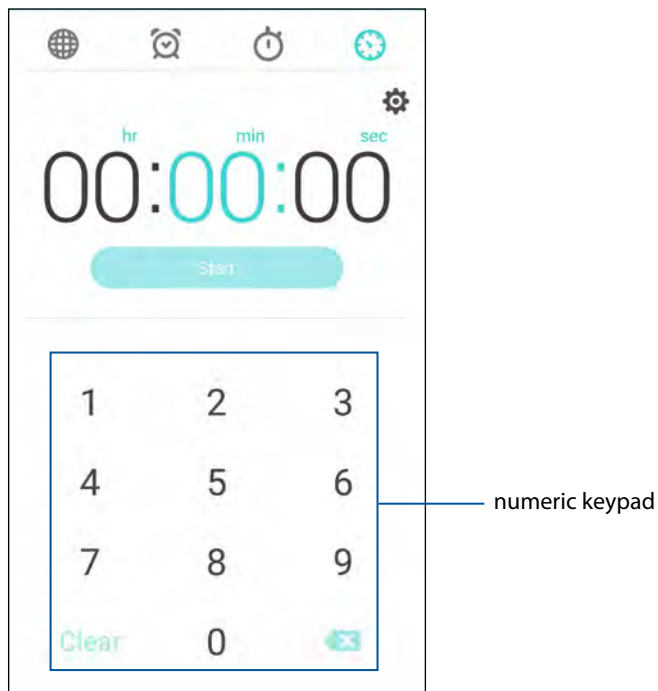 hr min sec
00:00:00
Start
1 2 3
4 5 6
numeric keypad
7 8 9
Clear 0